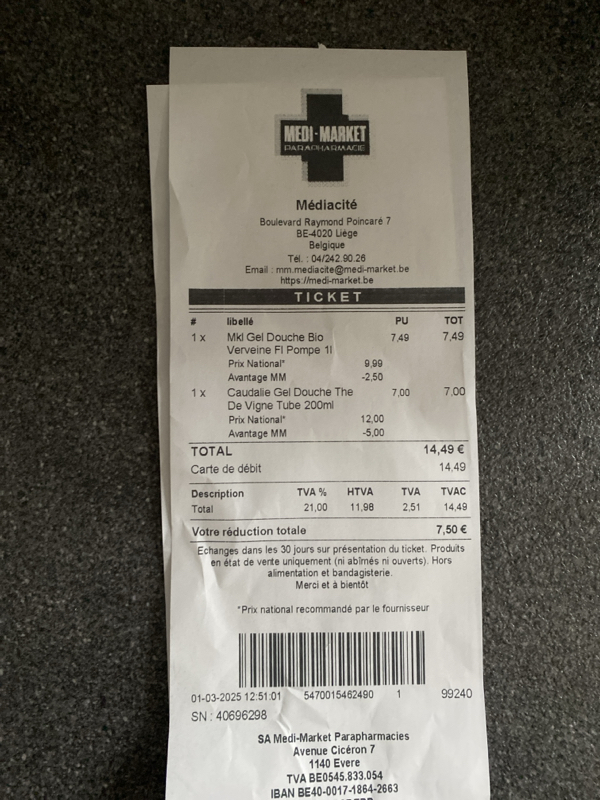 MEDI-MARKET
PARAPHARMACIE
Médiacité
Boulevard Raymond Poincaré 7
BE-4020 Liège
Belgique
Tél. : 04/242.90.26
Email : mm.mediacite@medi-market.be
https://medi-market.be
TICKET
# libellé PU TOT
1 x Mkl Gel Douche Bio 7,49 7,49
Verveine Fl Pompe 1l
Prix National* 9,99
Avantage MM -2,50
1 x Caudalie Gel Douche The 7,00 7,00
De Vigne Tube 200ml
Prix National* 12,00
Avantage MM -5,00
TOTAL 14,49 €
Carte de débit 14.49
Description TVA % HTVA TVA TVAC
Total 21,00 11,98 2,51 14,49
Votre réduction totale 7,50 €
Echanges dans les 30 jours sur présentation du ticket. Produits
en état de vente uniquement (ni abîmés ni ouverts). Hors
alimentation et bandagisterie.
Merci et à bientôt
*Prix national recommandé par le fournisseur
01-03-2025 12:51:01 5470015462490 1 99240
SN : 40696298
SA Medi-Market Parapharmacies
Avenue Cicéron 7
1140 Evere
TVA BE0545.833.054
IBAN BE40-0017-1864-2663